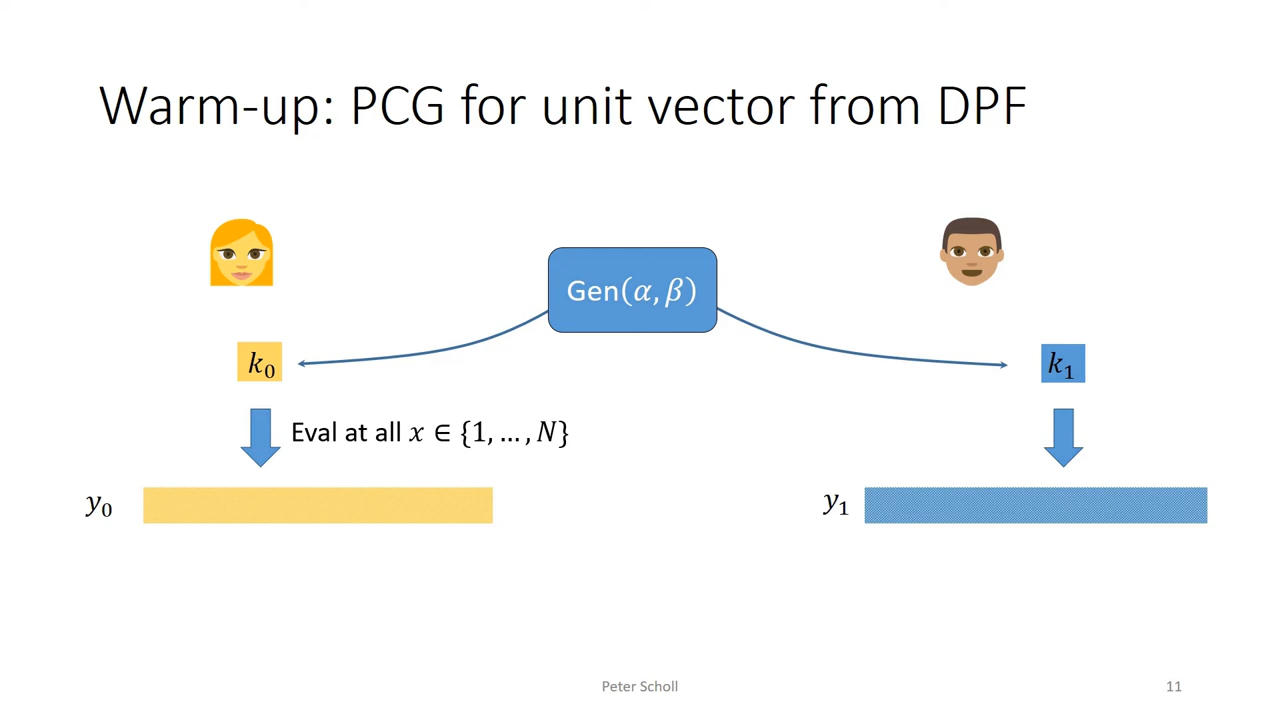 Warm-up: PCG for unit vector from DPF
Gen(α, β)
k₀
k₁
Eval at all x ∈ {1, … , N}
y₀
y₁
Peter Scholl
11